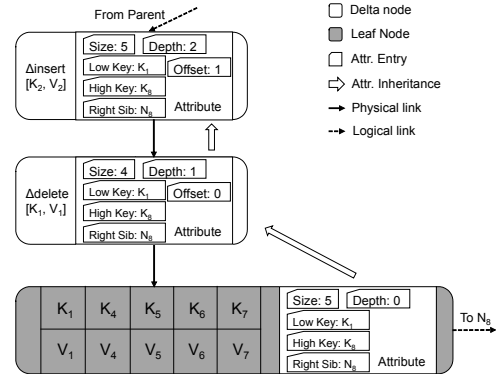 From Parent
Δinsert
[K₂, V₂]
Size: 5
Depth: 2
Low Key: K₁
Offset: 1
High Key: K₈
Right Sib: N₈
Attribute
Δdelete
[K₁, V₁]
Size: 4
Depth: 1
Low Key: K₁
Offset: 0
High Key: K₈
Right Sib: N₈
Attribute
K₁ K₄ K₅ K₆ K₇
V₁ V₄ V₅ V₆ V₇
Size: 5
Depth: 0
Low Key: K₁
High Key: K₈
Right Sib: N₈
Attribute
To N₈
Delta node
Leaf Node
Attr. Entry
Attr. Inheritance
Physical link
Logical link